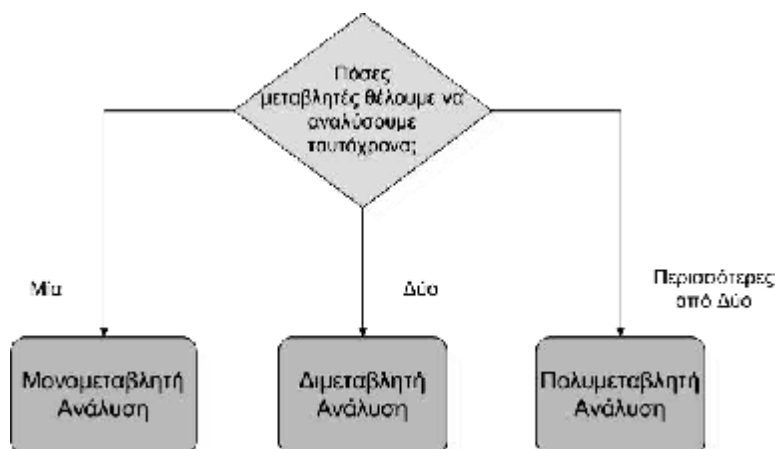 Πόσες
μεταβλητές θέλουμε να
αναλύσουμε
ταυτόχρονα;
Μία
Δύο
Περισσότερες
από Δύο
Μονομεταβλητή
Ανάλυση
Διμεταβλητή
Ανάλυση
Πολυμεταβλητή
Ανάλυση